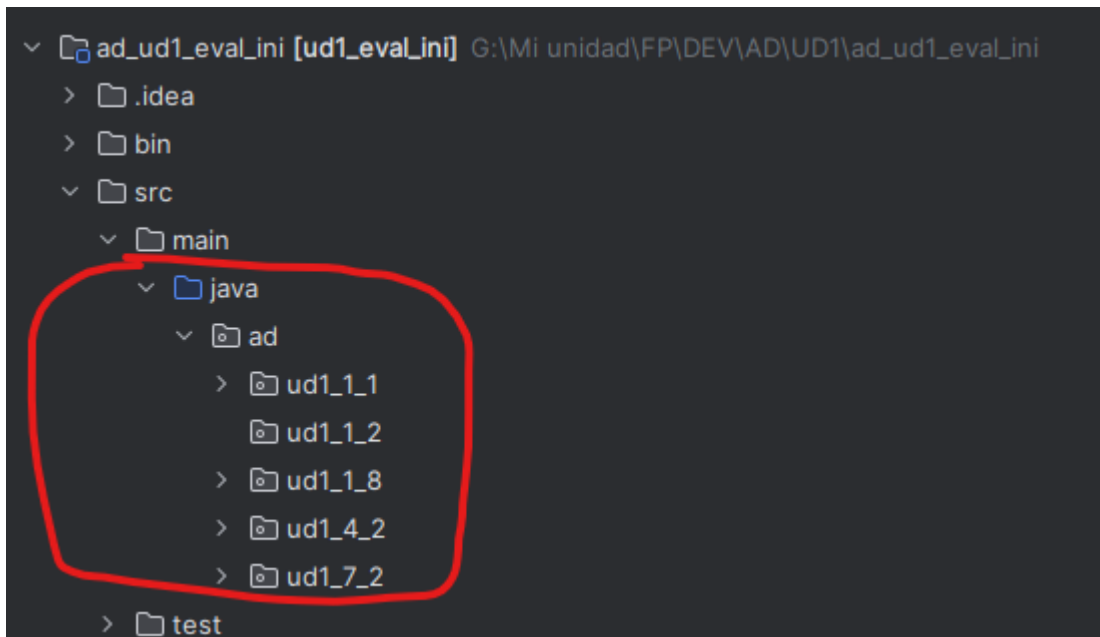 ad_ud1_eval_ini [ud1_eval_ini] G:\Mi unidad\FP\DEV\AD\UD1\ad_ud1_eval_ini
.idea
bin
src
main
java
ad
ud1_1_1
ud1_1_2
ud1_1_8
ud1_4_2
ud1_7_2
test